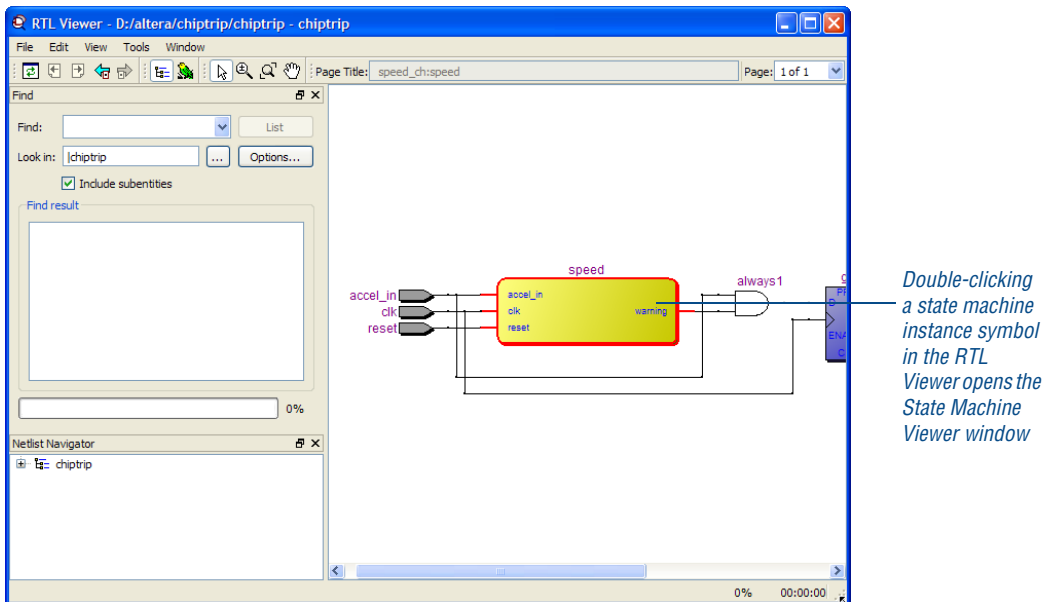 RTL Viewer - D:/altera/chiptrip/chiptrip - chiptrip
File Edit View Tools Window
Page Title: speed_ch:speed Page: 1 of 1
Find
Find: List
Look in: |chiptrip ... Options...
Include subentities
Find result
0%
Netlist Navigator
chiptrip
speed
always1
accel_in
clk
reset
accel_in
clk
reset
warning
D
Double-clicking
a state machine
instance symbol
in the RTL
Viewer opens the
State Machine
Viewer window
0% 00:00:00